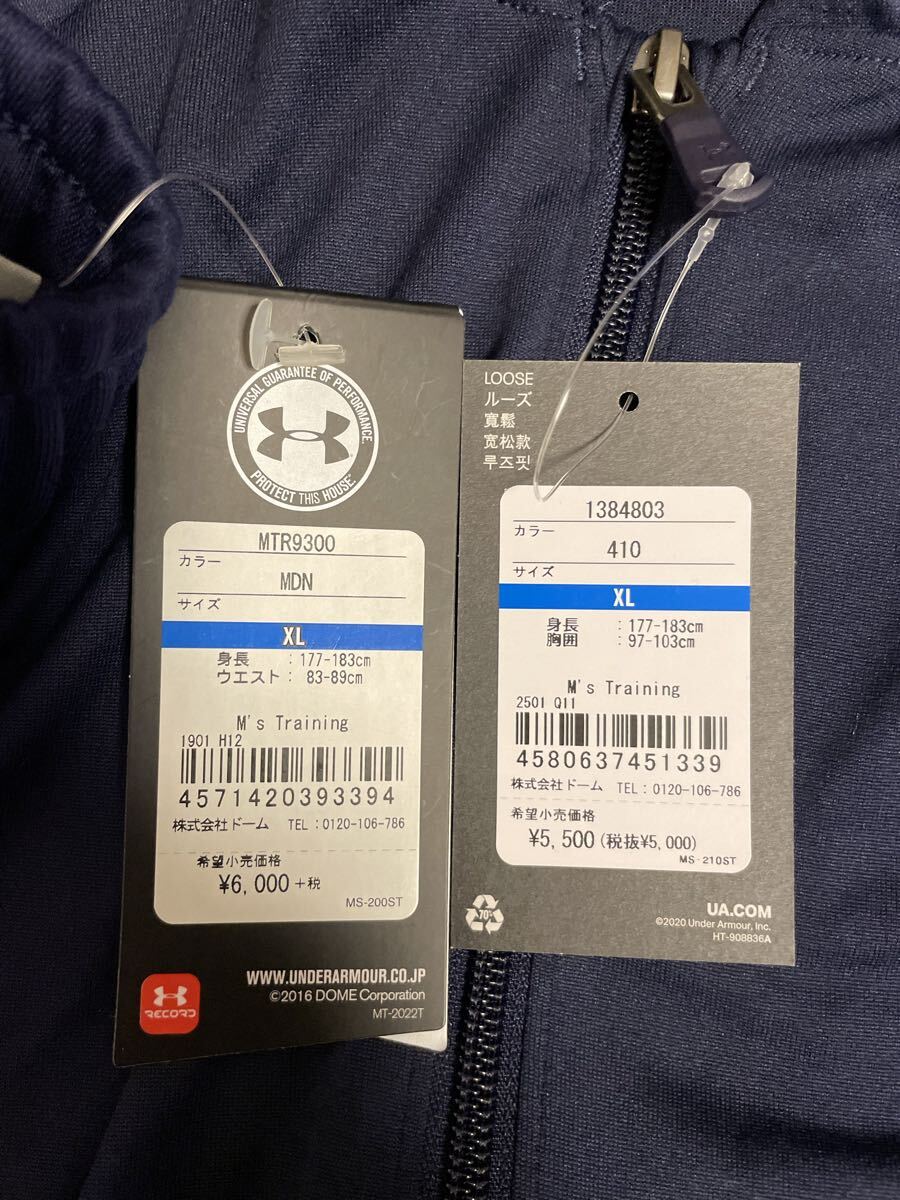 UNIVERSAL GUARANTEE OF PERFORMANCE.
PROTECT THIS HOUSE.
MTR9300
カラー
MDN
サイズ
XL
身長 : 177-183cm
ウエスト : 83-89cm
M's Training
1901 H12
4571420393394
株式会社ドーム TEL:0120-106-786
希望小売価格
¥6,000 +税
MS-200ST
RECORD
WWW.UNDERARMOUR.CO.JP
©2016 DOME Corporation
MT-2022T
LOOSE
ルーズ
寬鬆
宽松款
루즈핏
1384803
カラー
410
サイズ
XL
身長 : 177-183cm
胸囲 : 97-103cm
M's Training
2501 Q11
4580637451339
株式会社ドーム TEL:0120-106-786
希望小売価格
¥5,500 (税抜¥5,000)
MS-210ST
70%
UA.COM
©2020 Under Armour, Inc.
HT-908836A